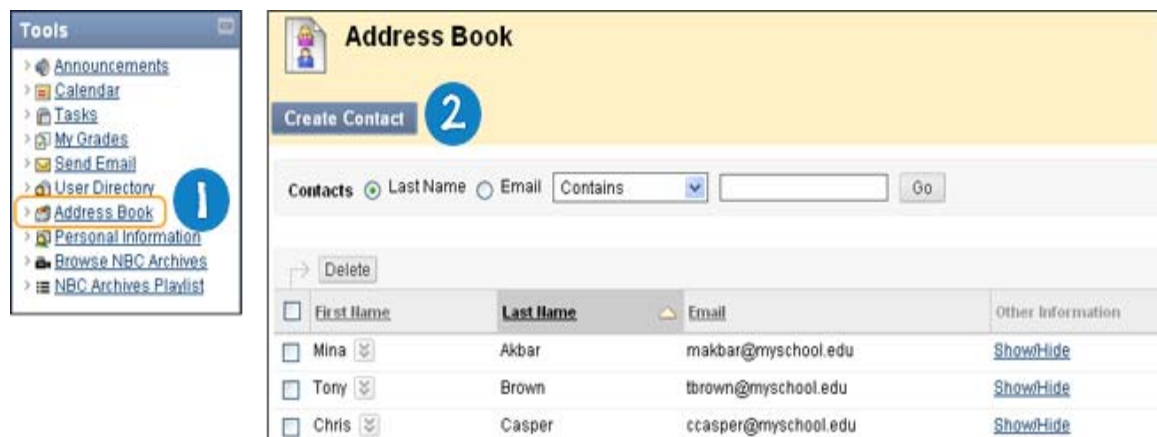 Tools
Announcements
Calendar
Tasks
My Grades
Send Email
User Directory
Address Book
Personal Information
Browse NBC Archives
NBC Archives Playlist
1
Address Book
Create Contact
2
Contacts Last Name Email Contains Go
Delete
First Name Last Name Email Other Information
Mina Akbar makbar@myschool.edu Show/Hide
Tony Brown tbrown@myschool.edu Show/Hide
Chris Casper ccasper@myschool.edu Show/Hide